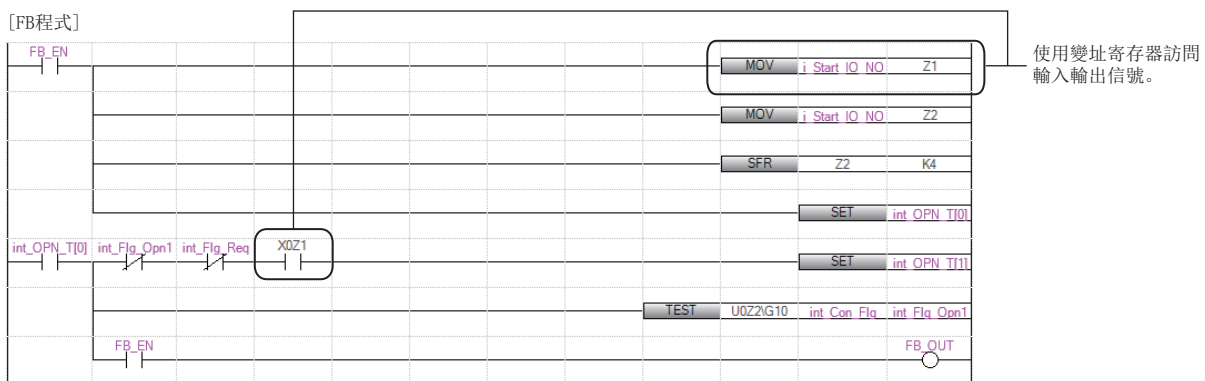 [FB程式]
FB_EN
MOV i_Start_IO_NO Z1
使用變址寄存器訪問
輸入輸出信號。
MOV i_Start_IO_NO Z2
SFR Z2 K4
SET int_OPN_T[0]
int_OPN_T[0] int_Flg_Opn1 int_Flg_Req X0Z1
SET int_OPN_T[1]
TEST U0Z2\G10 int_Con_Flg int_Flg_Opn1
FB_EN FB_OUT